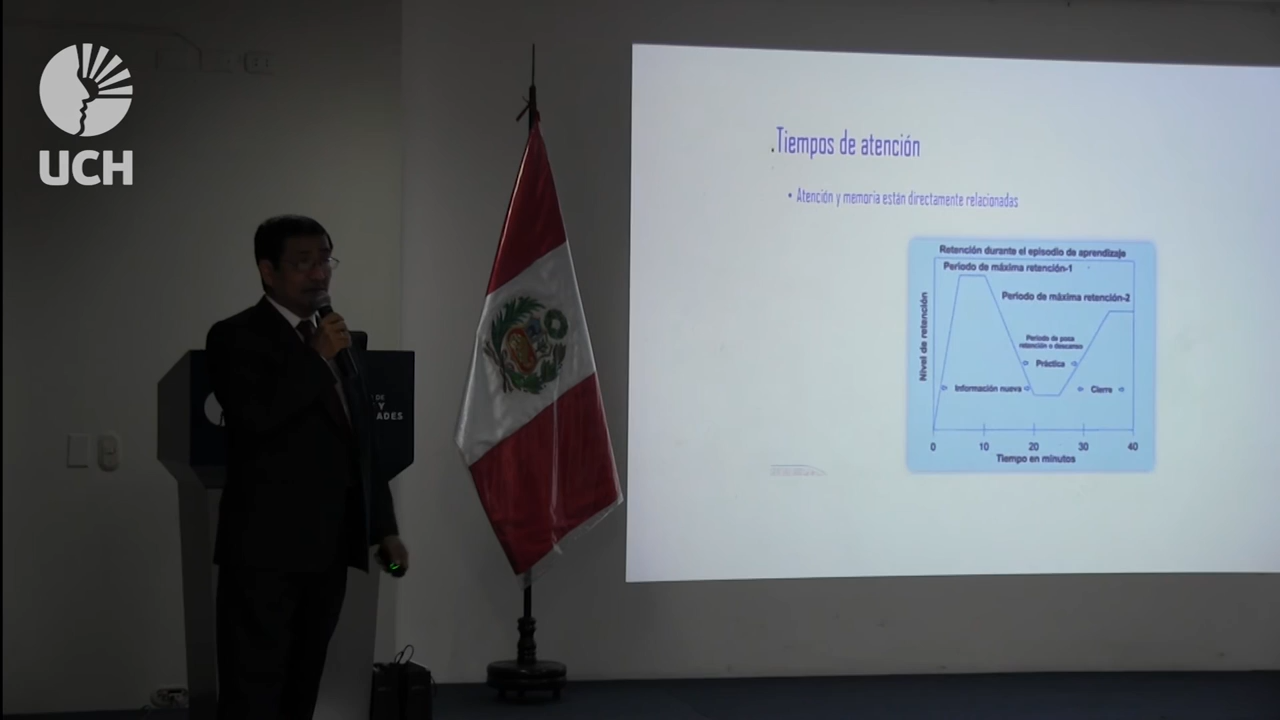 UCH
.Tiempos de atención
• Atención y memoria están directamente relacionadas
Retención durante el episodio de aprendizaje
Periodo de máxima retención-1
Periodo de máxima retención-2
Periodo de poca
retención o descanso
Práctica
Información nueva
Cierre
Nivel de retención
0 10 20 30 40
Tiempo en minutos
DE
Y
ADES